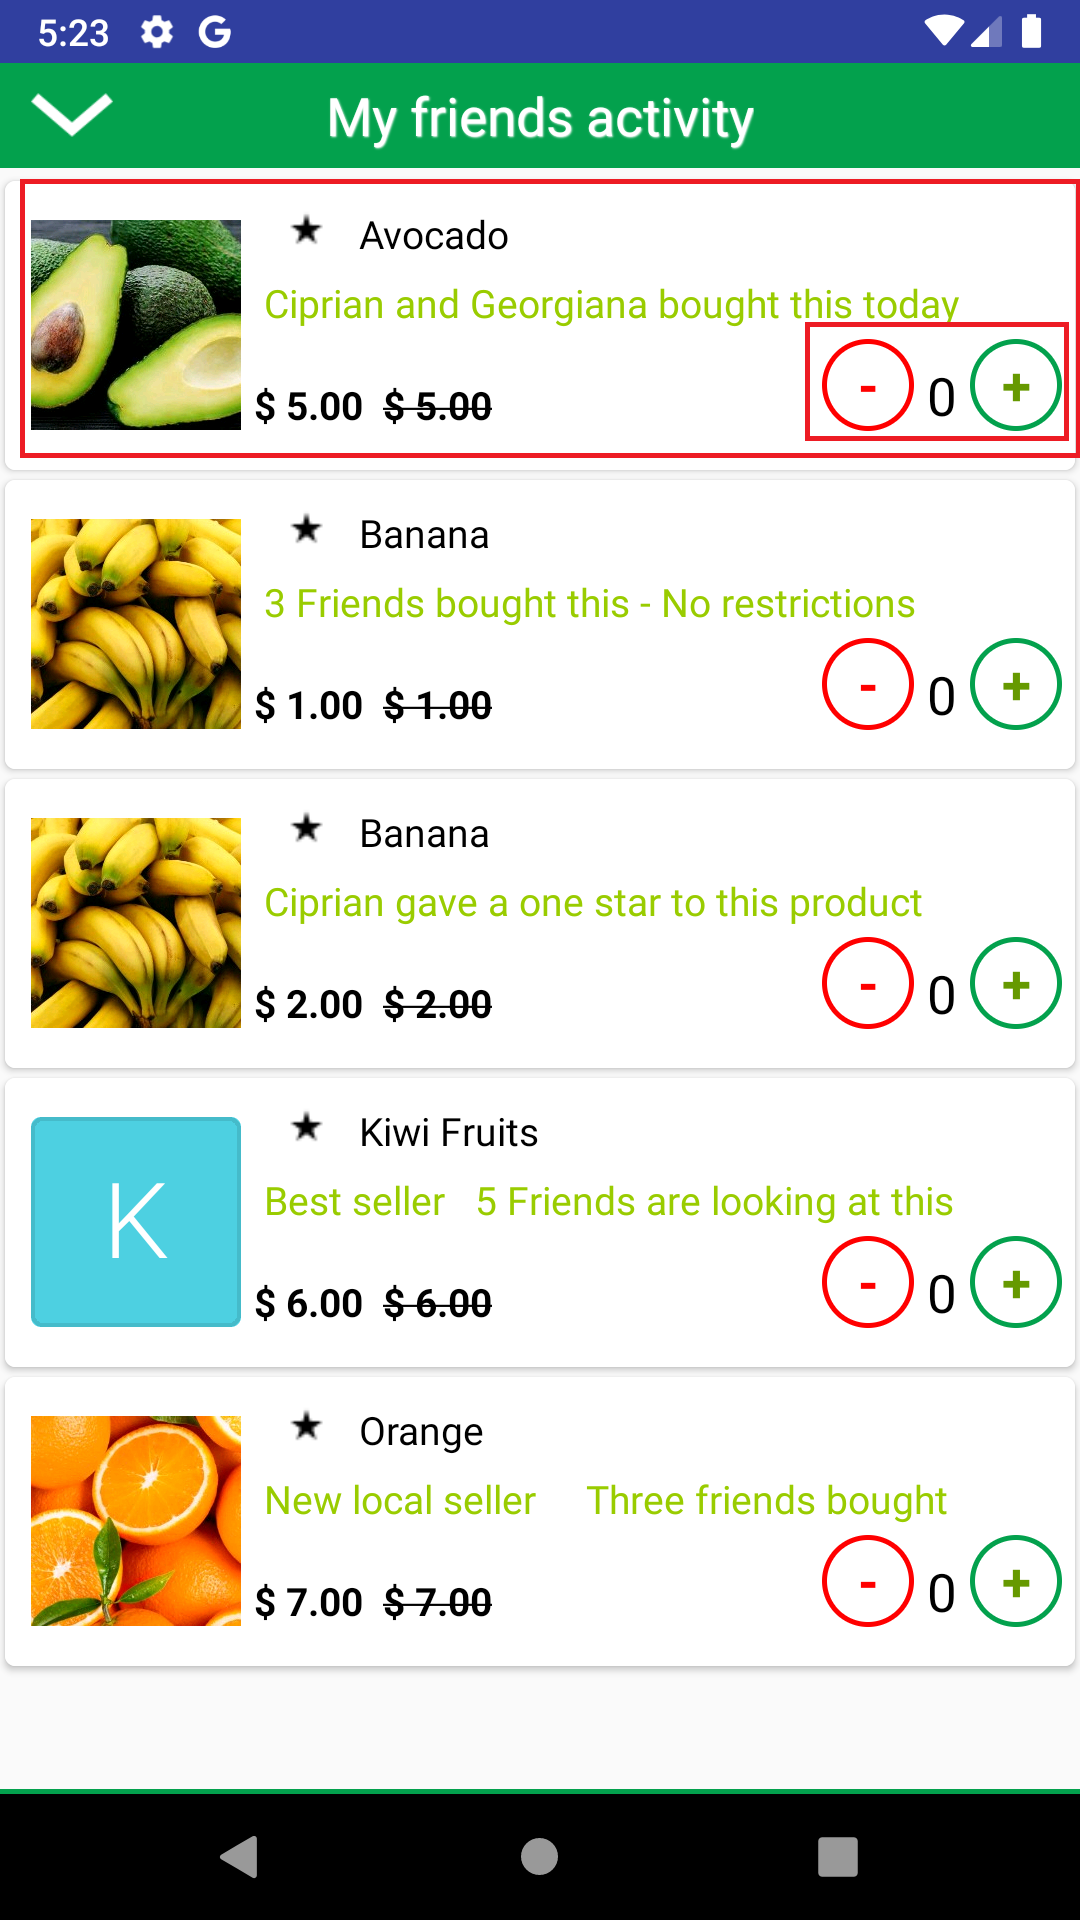 5:23
My friends activity
Avocado
Ciprian and Georgiana bought this today
$ 5.00 $ 5.00
- 0 +
Banana
3 Friends bought this - No restrictions
$ 1.00 $ 1.00
- 0 +
Banana
Ciprian gave a one star to this product
$ 2.00 $ 2.00
- 0 +
K
Kiwi Fruits
Best seller 5 Friends are looking at this
$ 6.00 $ 6.00
- 0 +
Orange
New local seller Three friends bought
$ 7.00 $ 7.00
- 0 +